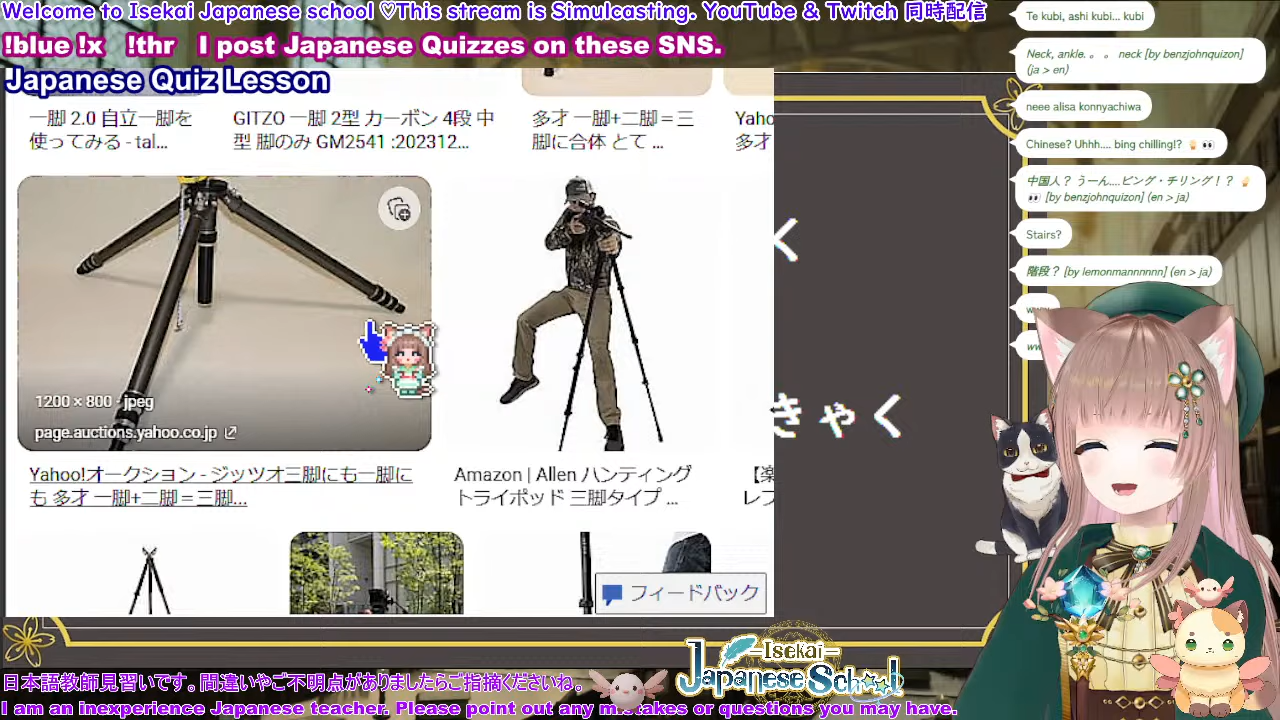 Welcome to Isekai Japanese school ♡This stream is Simulcasting. YouTube & Twitch 同時配信
!blue !x !thr I post Japanese Quizzes on these SNS.
Japanese Quiz Lesson
一脚 2.0 自立一脚を
使ってみる - tal...
GITZO 一脚 2型 カーボン 4段 中
型 脚のみ GM2541 :202312...
多才 一脚+二脚＝三
脚に合体 とて ...
Yaho
多才
1200 × 800 - jpeg
page.auctions.yahoo.co.jp
Yahoo!オークション - ジッツオ三脚にも一脚に
も 多才 一脚+二脚＝三脚...
Amazon | Allen ハンティング
トライポッド 三脚タイプ ...
【楽
レフ
フィードバック
く
きゃく
Te kubi, ashi kubi... kubi
Neck, ankle. 。 。 neck [by benzjohnquizon]
(ja > en)
neee alisa konnyachiwa
Chinese? Uhhh.... bing chilling!?
中国人？ うーん....ビング・チリング！？
[by benzjohnquizon] (en > ja)
Stairs?
階段？ [by lemonmannnnnn] (en > ja)
Isekai
Japanese School
日本語教師見習いです。間違いやご不明点がありましたらご指摘くださいね。
I am an inexperience Japanese teacher. Please point out any mistakes or questions you may have.